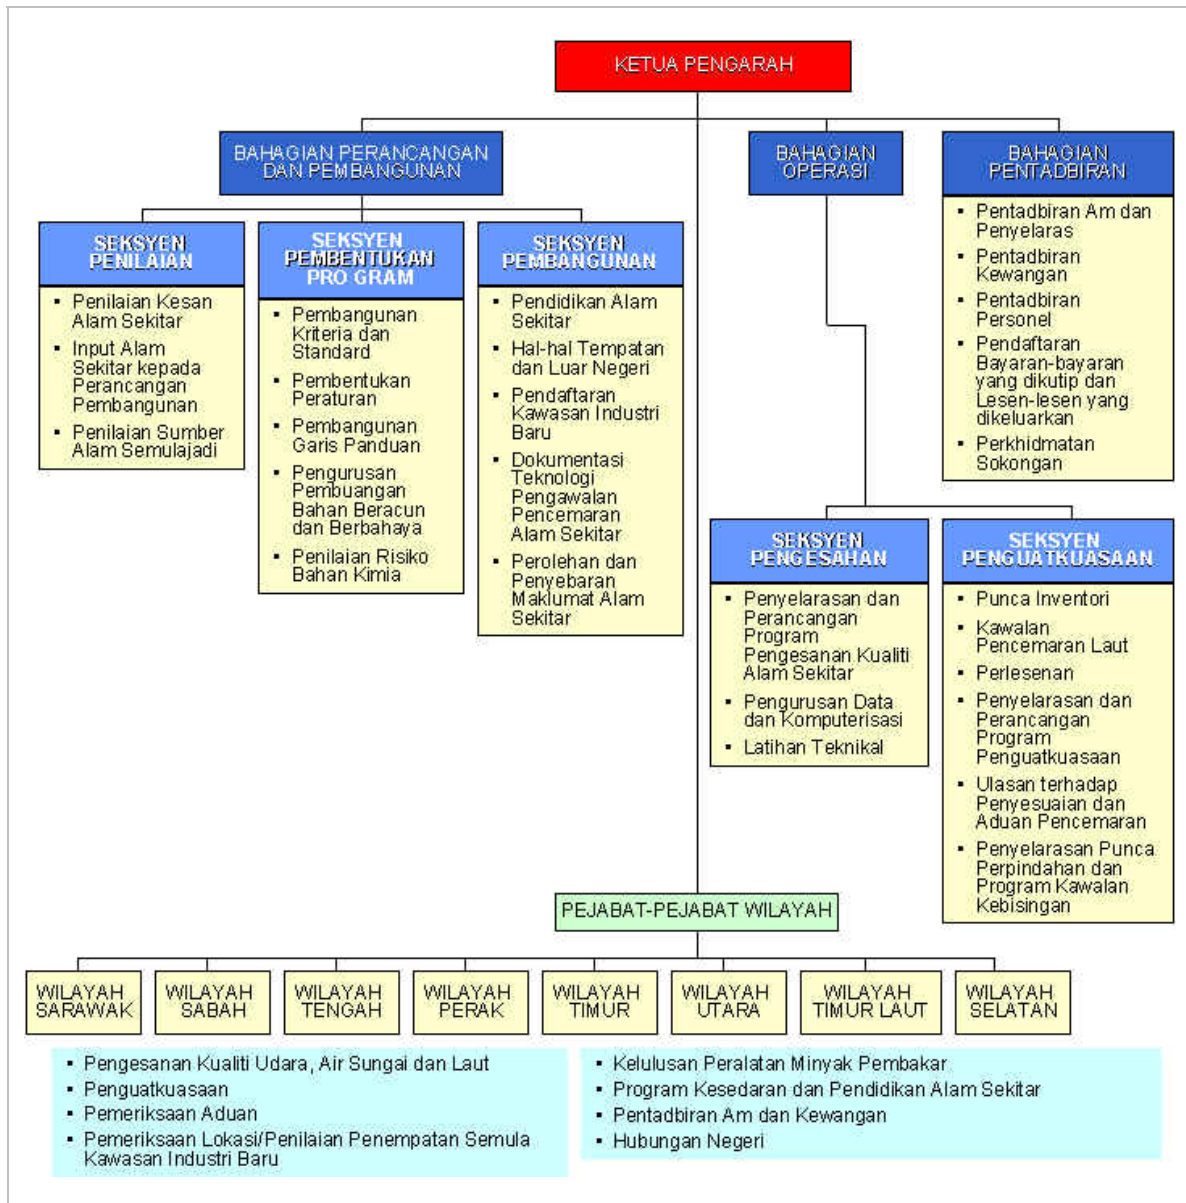 KETUA PENGARAH
BAHAGIAN PERANCANGAN
DAN PEMBANGUNAN
BAHAGIAN
OPERASI
BAHAGIAN
PENTADBIRAN
SEKSYEN
PENILAIAN
▪ Penilaian Kesan
Alam Sekitar
▪ Input Alam
Sekitar kepada
Perancangan
Pembangunan
▪ Penilaian Sumber
Alam Semulajadi
SEKSYEN
PEMBENTUKAN
PRO GRAM
▪ Pembangunan
Kriteria dan
Standard
▪ Pembentukan
Peraturan
▪ Pembangunan
Garis Panduan
▪ Pengurusan
Pembuangan
Bahan Beracun
dan Berbahaya
▪ Penilaian Risiko
Bahan Kimia
SEKSYEN
PEMBANGUNAN
▪ Pendidikan Alam
Sekitar
▪ Hal-hal Tempatan
dan Luar Negeri
▪ Pendaftaran
Kawasan Industri
Baru
▪ Dokumentasi
Teknologi
Pengawalan
Pencemaran
Alam Sekitar
▪ Perolehan dan
Penyebaran
Maklumat Alam
Sekitar
▪ Pentadbiran Am dan
Penyelaras
▪ Pentadbiran
Kewangan
▪ Pentadbiran
Personel
▪ Pendaftaran
Bayaran-bayaran
yang dikutip dan
Lesen-lesen yang
dikeluarkan
▪ Perkhidmatan
Sokongan
SEKSYEN
PENGESAHAN
▪ Penyelarasan dan
Perancangan
Program
Pengesanan Kualiti
Alam Sekitar
▪ Pengurusan Data
dan Komputerisasi
▪ Latihan Teknikal
SEKSYEN
PENGUATKUASAAN
▪ Punca Inventori
▪ Kawalan
Pencemaran Laut
▪ Perlesenan
▪ Penyelarasan dan
Perancangan
Program
Penguatkuasaan
▪ Ulasan terhadap
Penyesuaian dan
Aduan Pencemaran
▪ Penyelarasan Punca
Perpindahan dan
Program Kawalan
Kebisingan
PEJABAT-PEJABAT WILAYAH
WILAYAH
SARAWAK
WILAYAH
SABAH
WILAYAH
TENGAH
WILAYAH
PERAK
WILAYAH
TIMUR
WILAYAH
UTARA
WILAYAH
TIMUR LAUT
WILAYAH
SELATAN
▪ Pengesanan Kualiti Udara, Air Sungai dan Laut
▪ Penguatkuasaan
▪ Pemeriksaan Aduan
▪ Pemeriksaan Lokasi/Penilaian Penempatan Semula
Kawasan Industri Baru
▪ Kelulusan Peralatan Minyak Pembakar
▪ Program Kesedaran dan Pendidikan Alam Sekitar
▪ Pentadbiran Am dan Kewangan
▪ Hubungan Negeri